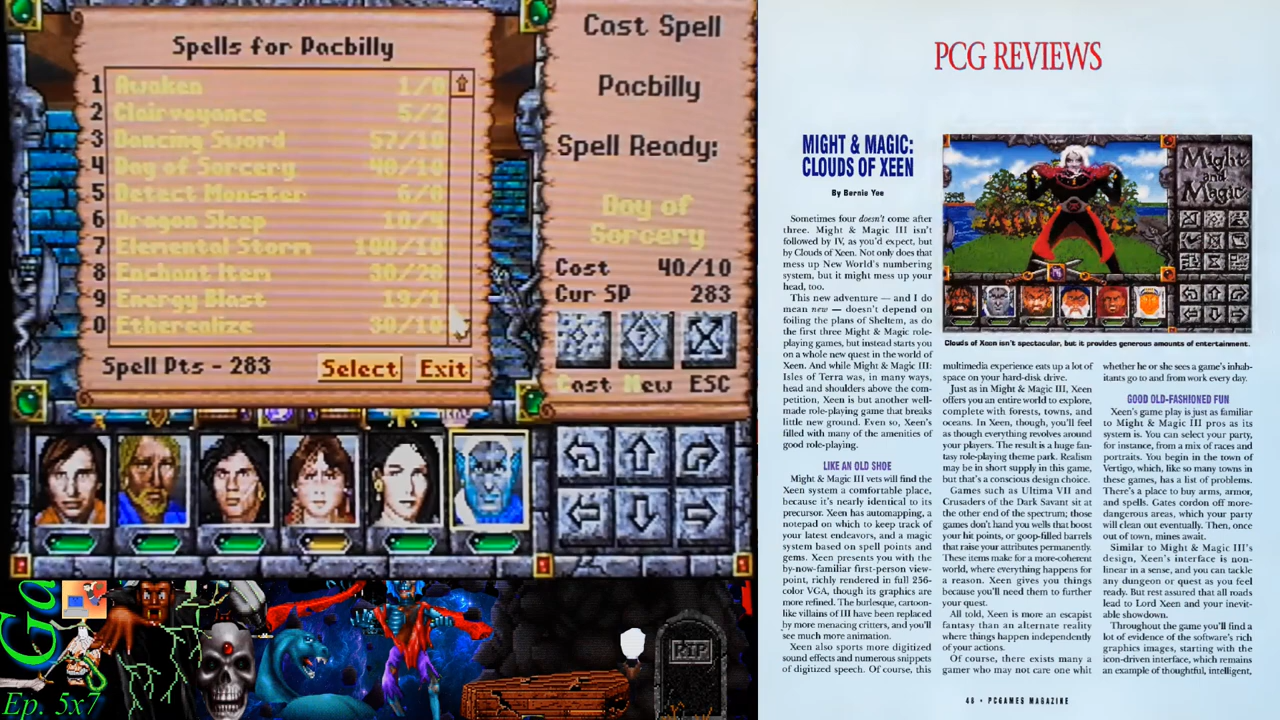 Spells for Pacbilly
1 Awaken 1/0
2 Clairvoyance 5/2
3 Dancing Sword 57/10
4 Day of Sorcery 40/10
5 Detect Monster 6/0
6 Dragon Sleep 10/4
7 Elemental Storm 100/10
8 Enchant Item 30/20
9 Energy Blast 19/1
0 Etherealize 30/10
Spell Pts - 283 Select Exit
Cast Spell
Pacbilly
Spell Ready:
Day of
Sorcery
Cost 40/10
Cur SP 283
Cast New ESC
Ga
Ep. 5x7
RIP
PCG REVIEWS
MIGHT & MAGIC:
CLOUDS OF XEEN
By Bernie Yee
Sometimes four doesn't come after
three. Might & Magic III isn't
followed by IV, as you'd expect, but
by Clouds of Xeen. Not only does that
mess up New World's numbering
system, but it might mess up your
head, too.
This new adventure — and I do
mean new — doesn't depend on
foiling the plans of Sheltem, as do
the first three Might & Magic role-
playing games, but instead starts you
on a whole new quest in the world of
Xeen. And while Might & Magic III:
Isles of Terra was, in many ways,
head and shoulders above the com-
petition, Xeen is but another well-
made role-playing game that breaks
little new ground. Even so, Xeen's
filled with many of the amenities of
good role-playing.
LIKE AN OLD SHOE
Might & Magic vets will find the
Xeen system a comfortable place,
because it's nearly identical to its
precursor. Xeen has automapping, a
notepad on which to keep track of
your latest endeavors, and a magic
system based on spell points and
gems. Xeen presents you with the
by-now-familiar first-person view-
point, richly rendered in full 256-
color VGA, though its graphics are
more refined. The burlesque, cartoon-
like villains of III have been replaced
by more menacing critters, and you'll
see much more animation.
Xeen also sports more digitized
sound effects and numerous snippets
of digitized speech. Of course, this
Might
and
Magic
Clouds of Xeen isn't spectacular, but it provides generous amounts of entertainment.
multimedia experience eats up a lot of
space on your hard-disk drive.
Just as in Might & Magic III, Xeen
offers you an entire world to explore,
complete with forests, towns, and
oceans. In Xeen, though, you'll feel
as though everything revolves around
your players. The result is a huge fan-
tasy role-playing theme park. Realism
may be in short supply in this game,
but that's a conscious design choice.
Games such as Ultima VII and
Crusaders of the Dark Savant sit at
the other end of the spectrum; those
games don't hand you wells that boost
your hit points, or goop-filled barrels
that raise your attributes permanently.
These items make for a more-coherent
world, where everything happens for
a reason. Xeen gives you things
because you'll need them to further
your quest.
All told, Xeen is more an escapist
fantasy than an alternate reality
where things happen independently
of your actions.
Of course, there exists many a
gamer who may not care one whit
whether he or she sees a game's inhab-
itants go to and from work every day.
GOOD OLD-FASHIONED FUN
Xeen's game play is just as familiar
to Might & Magic pros as its
system is. You can select your party,
for instance, from a mix of races and
portraits. You begin in the town of
Vertigo, which, like so many towns in
these games, has a list of problems.
There's a place to buy arms, armor,
and spells. Gates cordon off more-
dangerous areas, which your party
will clean out eventually. Then, once
out of town, mines await.
Similar to Might & Magic III's
design, Xeen's interface is non-
linear in a sense, and you can tackle
any dungeon or quest as you feel
ready. But rest assured that all roads
lead to Lord Xeen and your inevit-
able showdown.
Throughout the game you'll find a
lot of evidence of the software's rich
graphics images, starting with the
icon-driven interface, which remains
an example of thoughtful, intelligent,
46 • PCGAMES MAGAZINE